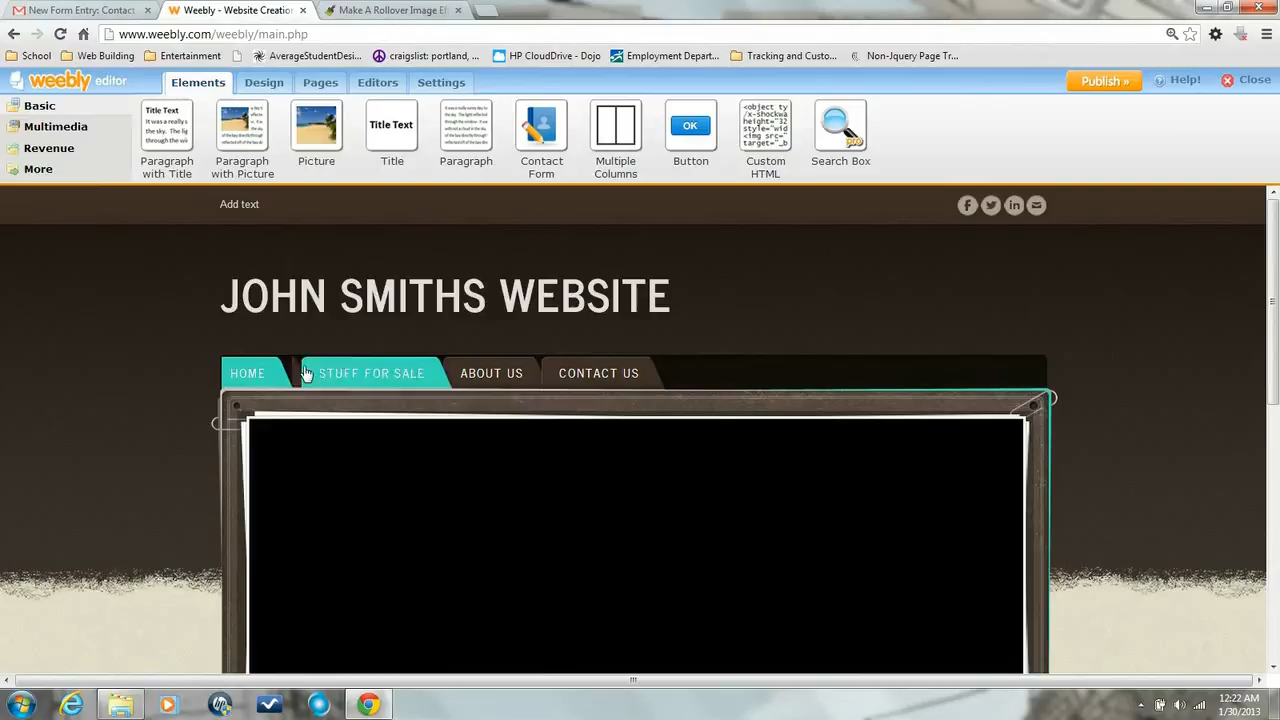 New Form Entry: Contact
Weebly - Website Creation
Make A Rollover Image Ef
www.weebly.com/weebly/main.php
School
Web Building
Entertainment
AverageStudentDesi...
craigslist: portland, ...
HP CloudDrive - Dojo
Employment Depart...
Tracking and Custo...
Non-Jquery Page Tr...
weebly editor
Elements
Design
Pages
Editors
Settings
Publish »
Help!
Close
Basic
Multimedia
Revenue
More
Title Text
Title Text
OK
Paragraph with Title
Paragraph with Picture
Picture
Title
Paragraph
Contact Form
Multiple Columns
Button
Custom HTML
Search Box
Add text
JOHN SMITHS WEBSITE
HOME
STUFF FOR SALE
ABOUT US
CONTACT US
12:22 AM
1/30/2013